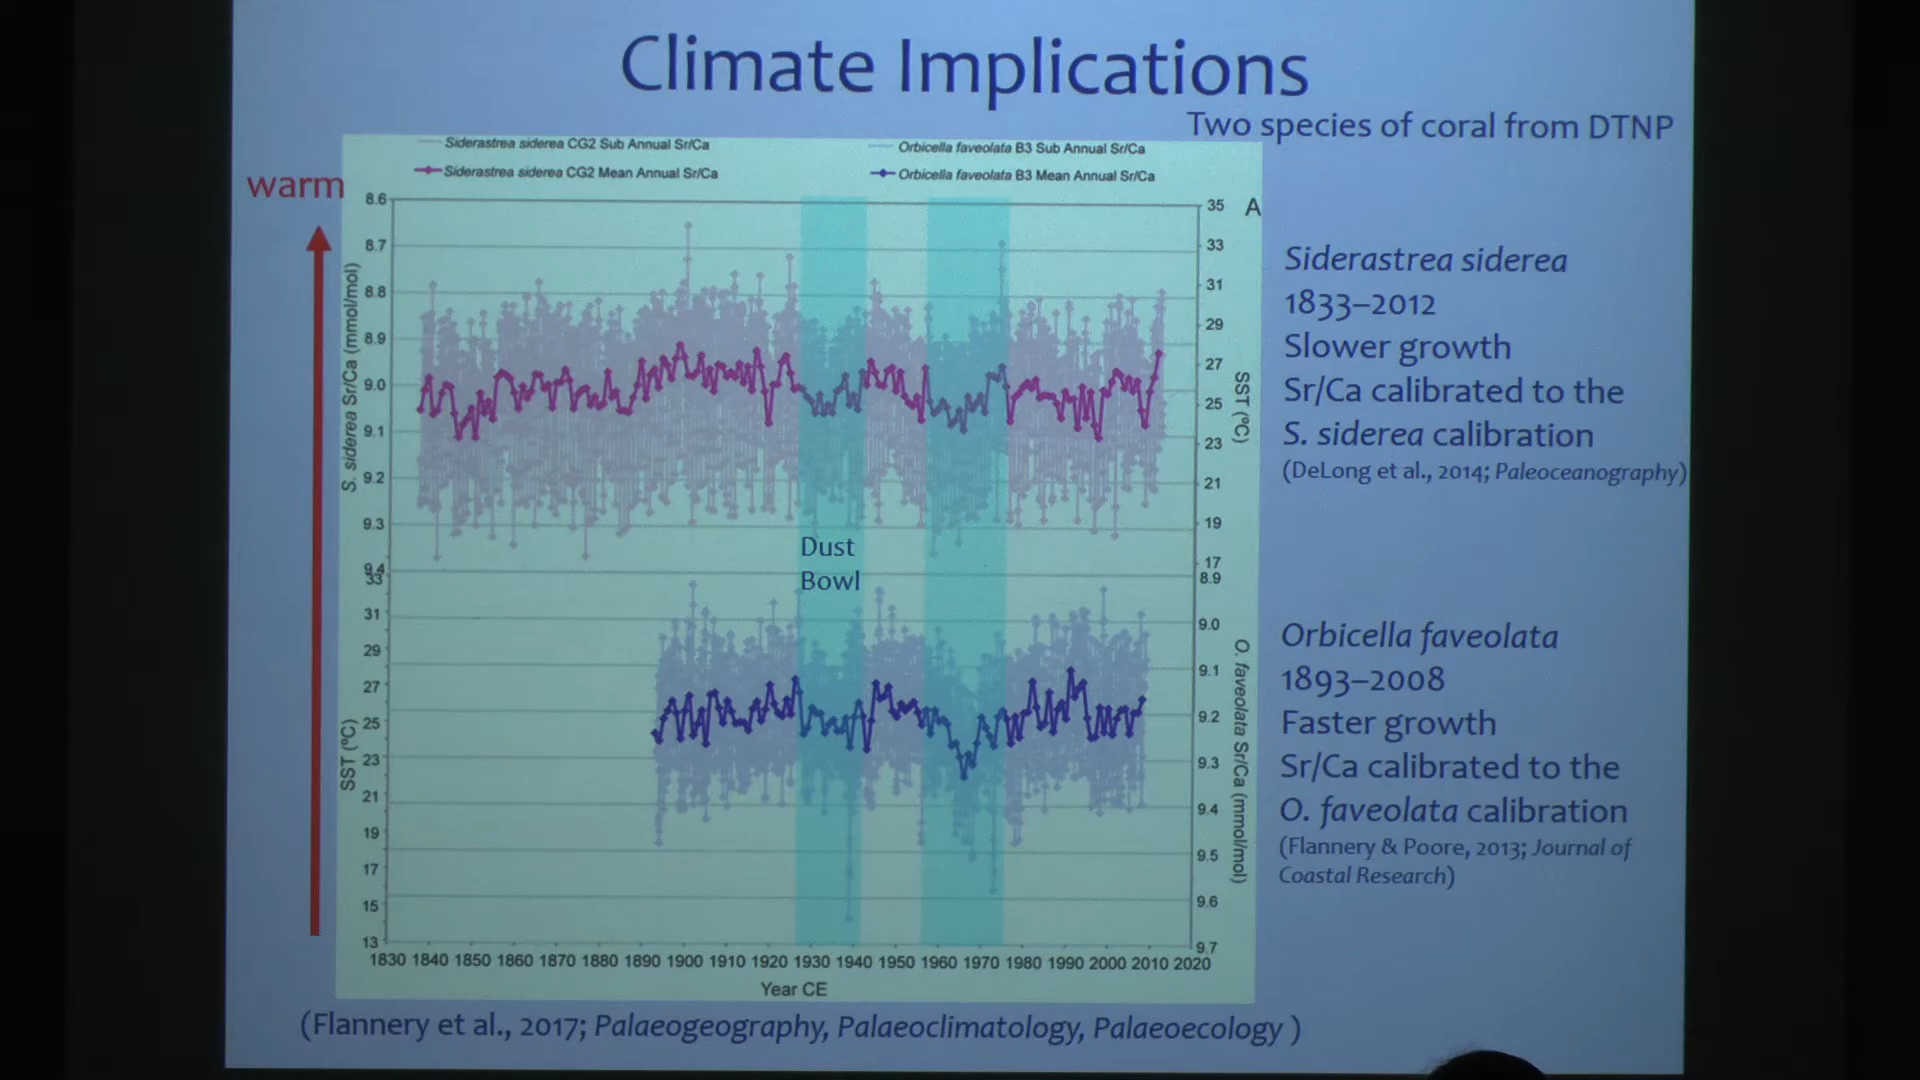 Climate Implications
Two species of coral from DTNP
Siderastrea siderea CG2 Sub Annual Sr/Ca
Orbicella faveolata B3 Sub Annual Sr/Ca
Siderastrea siderea CG2 Mean Annual Sr/Ca
Orbicella faveolata B3 Mean Annual Sr/Ca
warm
A
8.6
8.7
8.8
8.9
9.0
9.1
9.2
9.3
9.4
S. siderea Sr/Ca (mmol/mol)
35
33
31
29
27
25
23
21
19
17
SST (ºC)
Dust
Bowl
33
31
29
27
25
23
21
19
17
15
13
SST (ºC)
8.9
9.0
9.1
9.2
9.3
9.4
9.5
9.6
9.7
O. faveolata Sr/Ca (mmol/mol)
1830 1840 1850 1860 1870 1880 1890 1900 1910 1920 1930 1940 1950 1960 1970 1980 1990 2000 2010 2020
Year CE
Siderastrea siderea
1833–2012
Slower growth
Sr/Ca calibrated to the
S. siderea calibration
(DeLong et al., 2014; Paleoceanography)
Orbicella faveolata
1893–2008
Faster growth
Sr/Ca calibrated to the
O. faveolata calibration
(Flannery & Poore, 2013; Journal of
Coastal Research)
(Flannery et al., 2017; Palaeogeography, Palaeoclimatology, Palaeoecology )